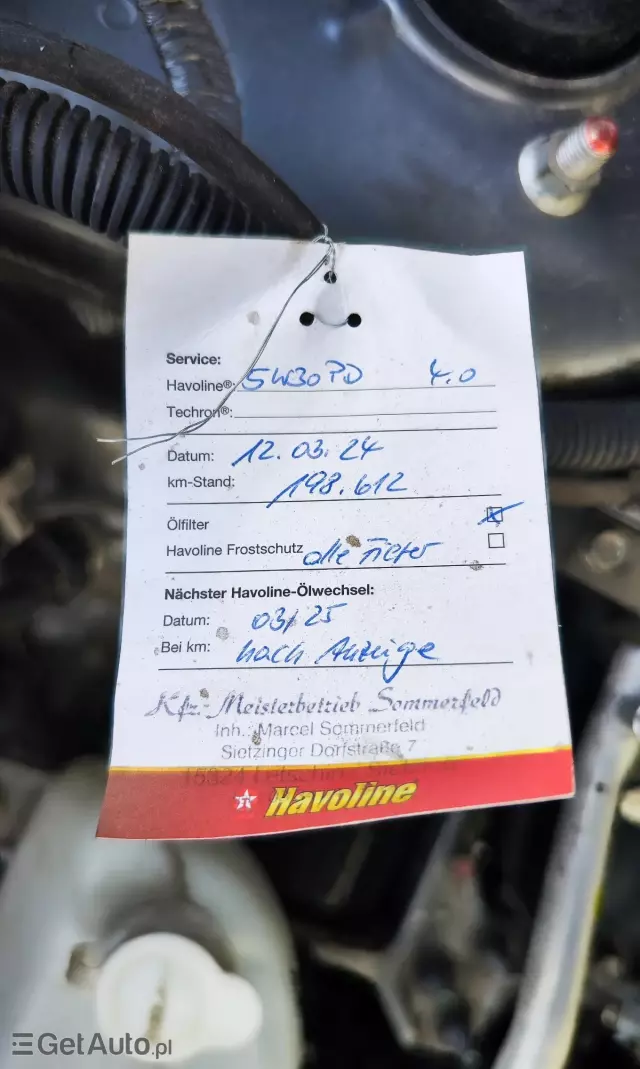 Service:
Havoline®: 5W30 PD 4.0
Techron®:
Datum: 12.03.24
km-Stand: 198.612
Ölfilter
Havoline Frostschutz alle Filter
Nächster Havoline-Ölwechsel:
Datum: 03/25
Bei km: nach Anzeige
Kfz.-Meisterbetrieb Sommerfeld
Inh.: Marcel Sommerfeld
Sietzinger Dorfstraße 7
15324 Letschin
Havoline
GetAuto.pl